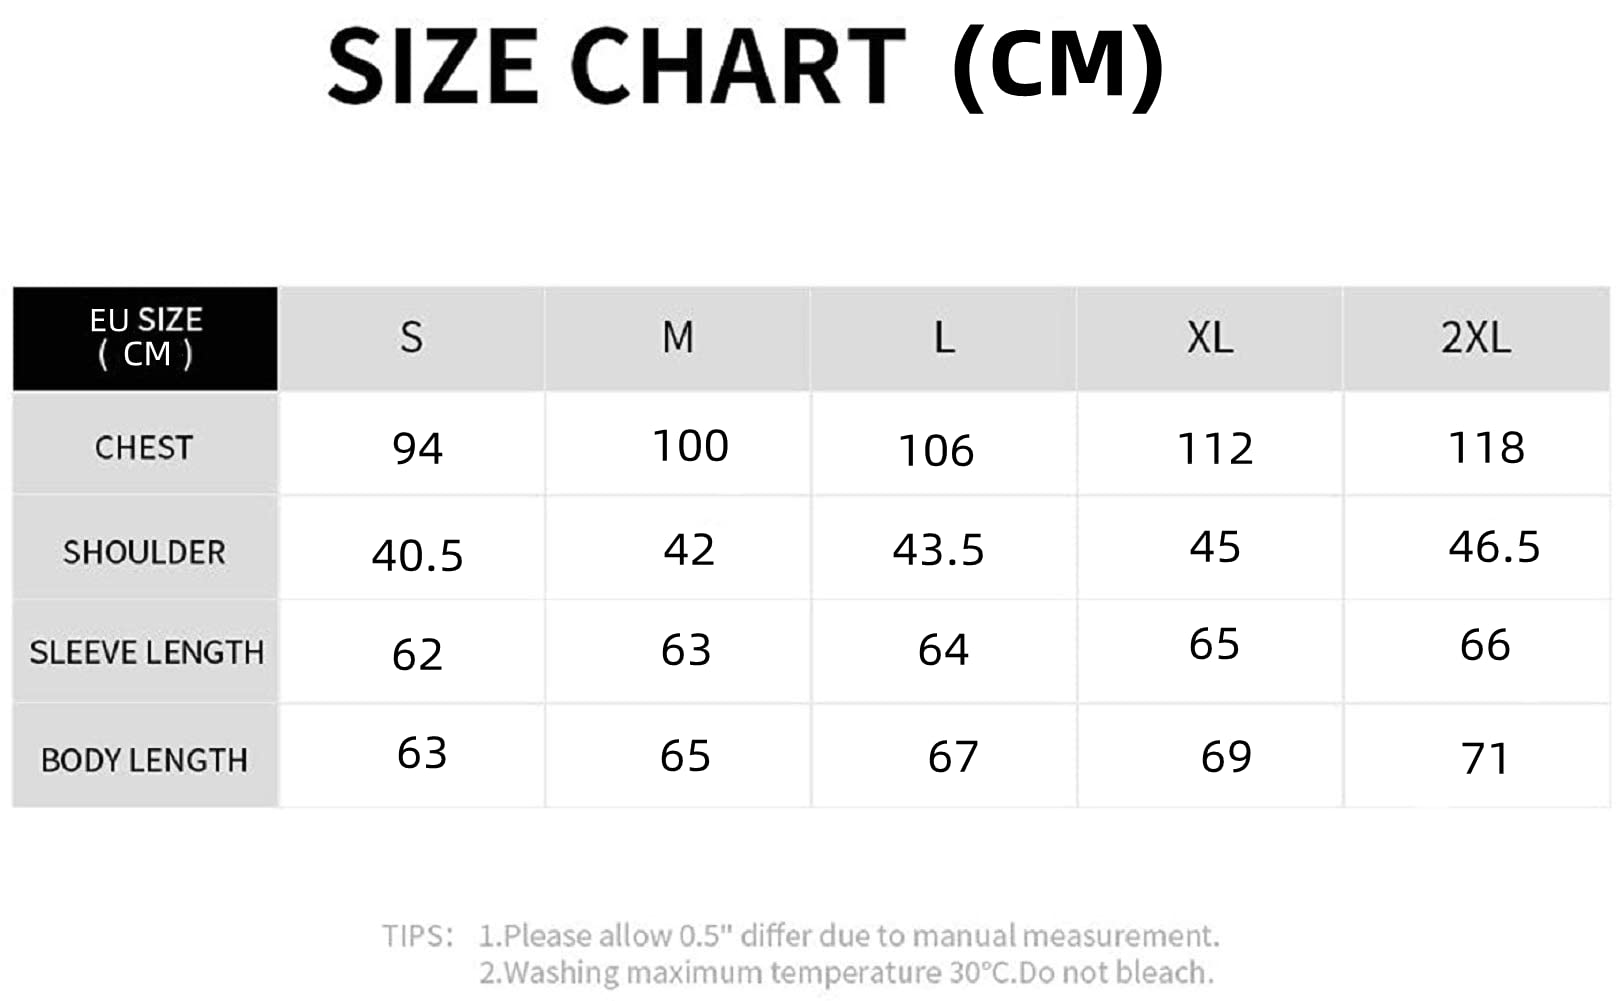 SIZE CHART (CM)
EU SIZE
( CM )
S M L XL 2XL
CHEST 94 100 106 112 118
SHOULDER 40.5 42 43.5 45 46.5
SLEEVE LENGTH 62 63 64 65 66
BODY LENGTH 63 65 67 69 71
TIPS: 1.Please allow 0.5" differ due to manual measurement.
2.Washing maximum temperature 30°C.Do not bleach.